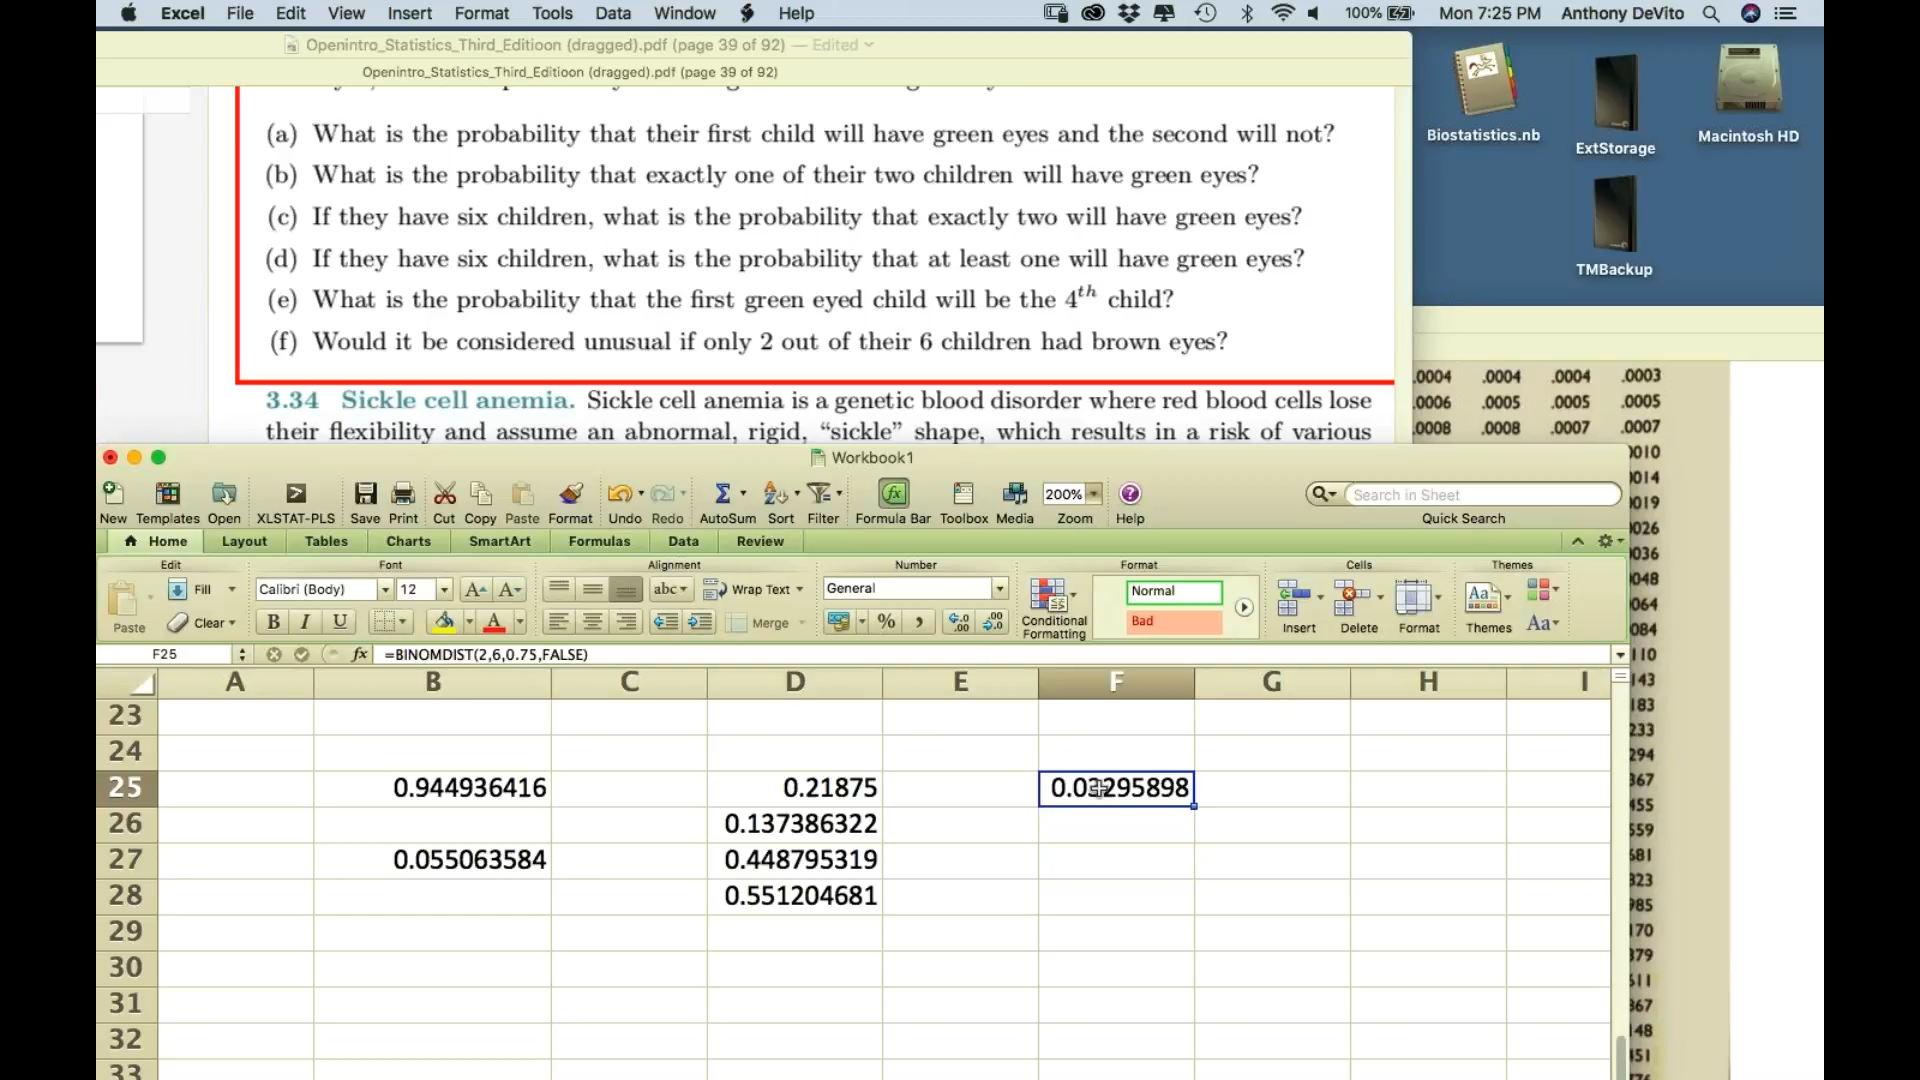 Excel File Edit View Insert Format Tools Data Window Help 100% Mon 7:25 PM Anthony DeVito
Openintro_Statistics_Third_Editioon (dragged).pdf (page 39 of 92) — Edited
Openintro_Statistics_Third_Editioon (dragged).pdf (page 39 of 92)
Biostatistics.nb
ExtStorage
Macintosh HD
TMBackup
(a) What is the probability that their first child will have green eyes and the second will not?
(b) What is the probability that exactly one of their two children will have green eyes?
(c) If they have six children, what is the probability that exactly two will have green eyes?
(d) If they have six children, what is the probability that at least one will have green eyes?
(e) What is the probability that the first green eyed child will be the 4th child?
(f) Would it be considered unusual if only 2 out of their 6 children had brown eyes?
3.34 Sickle cell anemia. Sickle cell anemia is a genetic blood disorder where red blood cells lose
their flexibility and assume an abnormal, rigid, “sickle” shape, which results in a risk of various
.0004 .0004 .0004 .0003
.0006 .0005 .0005 .0005
.0008 .0008 .0007 .0007
Workbook1
200% Search in Sheet
New Templates Open XLSTAT-PLS Save Print Cut Copy Paste Format Undo Redo AutoSum Sort Filter Formula Bar Toolbox Media Zoom Help Quick Search
Home Layout Tables Charts SmartArt Formulas Data Review
Edit Font Alignment Number Format Cells Themes
Paste Fill Calibri (Body) 12 A A abc Wrap Text General Normal Aa
Clear B I U A Merge % , .0 .00 .00 .0 Conditional Formatting Bad Insert Delete Format Themes Aa
F25 fx =BINOMDIST(2,6,0.75,FALSE)
A B C D E F G H I
23
24
25 0.944936416 0.21875 0.03295898
26 0.137386322
27 0.055063584 0.448795319
28 0.551204681
29
30
31
32
33